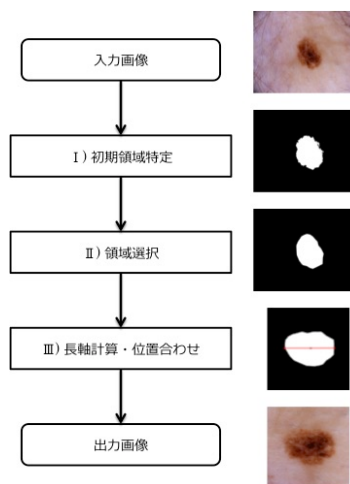 入力画像
Ⅰ) 初期領域特定
Ⅱ) 領域選択
Ⅲ) 長軸計算・位置合わせ
出力画像